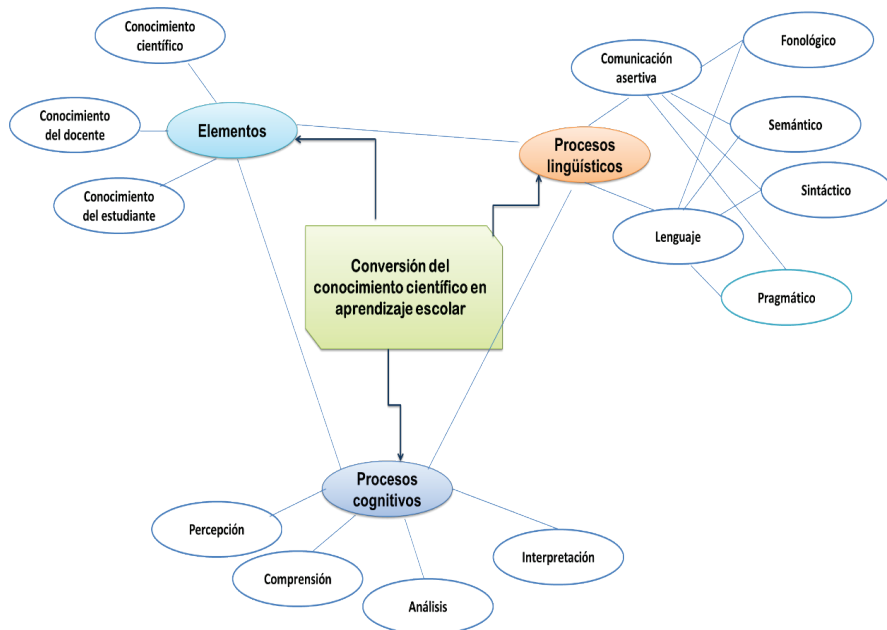 Conocimiento
científico
Conocimiento
del docente
Elementos
Conocimiento
del estudiante
Comunicación
asertiva
Fonológico
Procesos
lingüísticos
Semántico
Sintáctico
Lenguaje
Pragmático
Conversión del
conocimiento científico en
aprendizaje escolar
Procesos
cognitivos
Percepción
Comprensión
Análisis
Interpretación